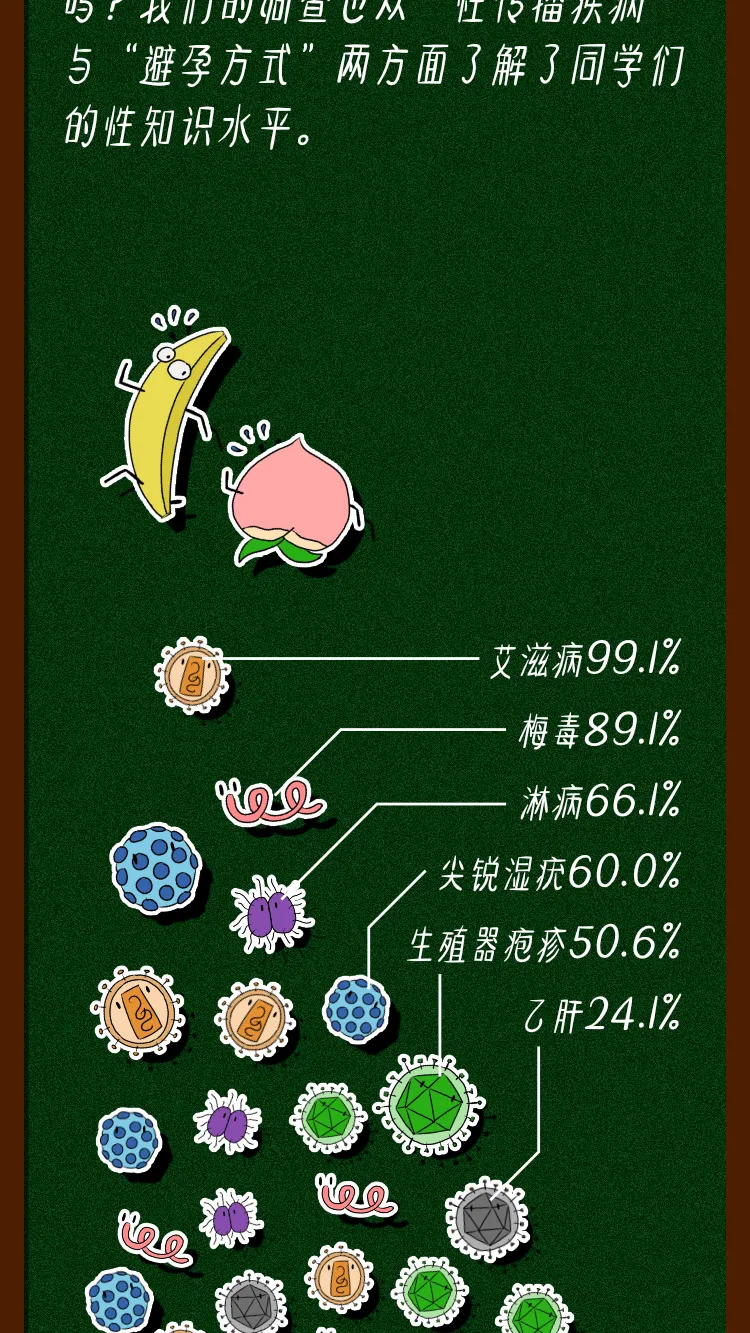 吗？我们的调查也从“性传播疾病”
与“避孕方式”两方面了解了同学们
的性知识水平。
艾滋病99.1%
梅毒89.1%
淋病66.1%
尖锐湿疣60.0%
生殖器疱疹50.6%
乙肝24.1%